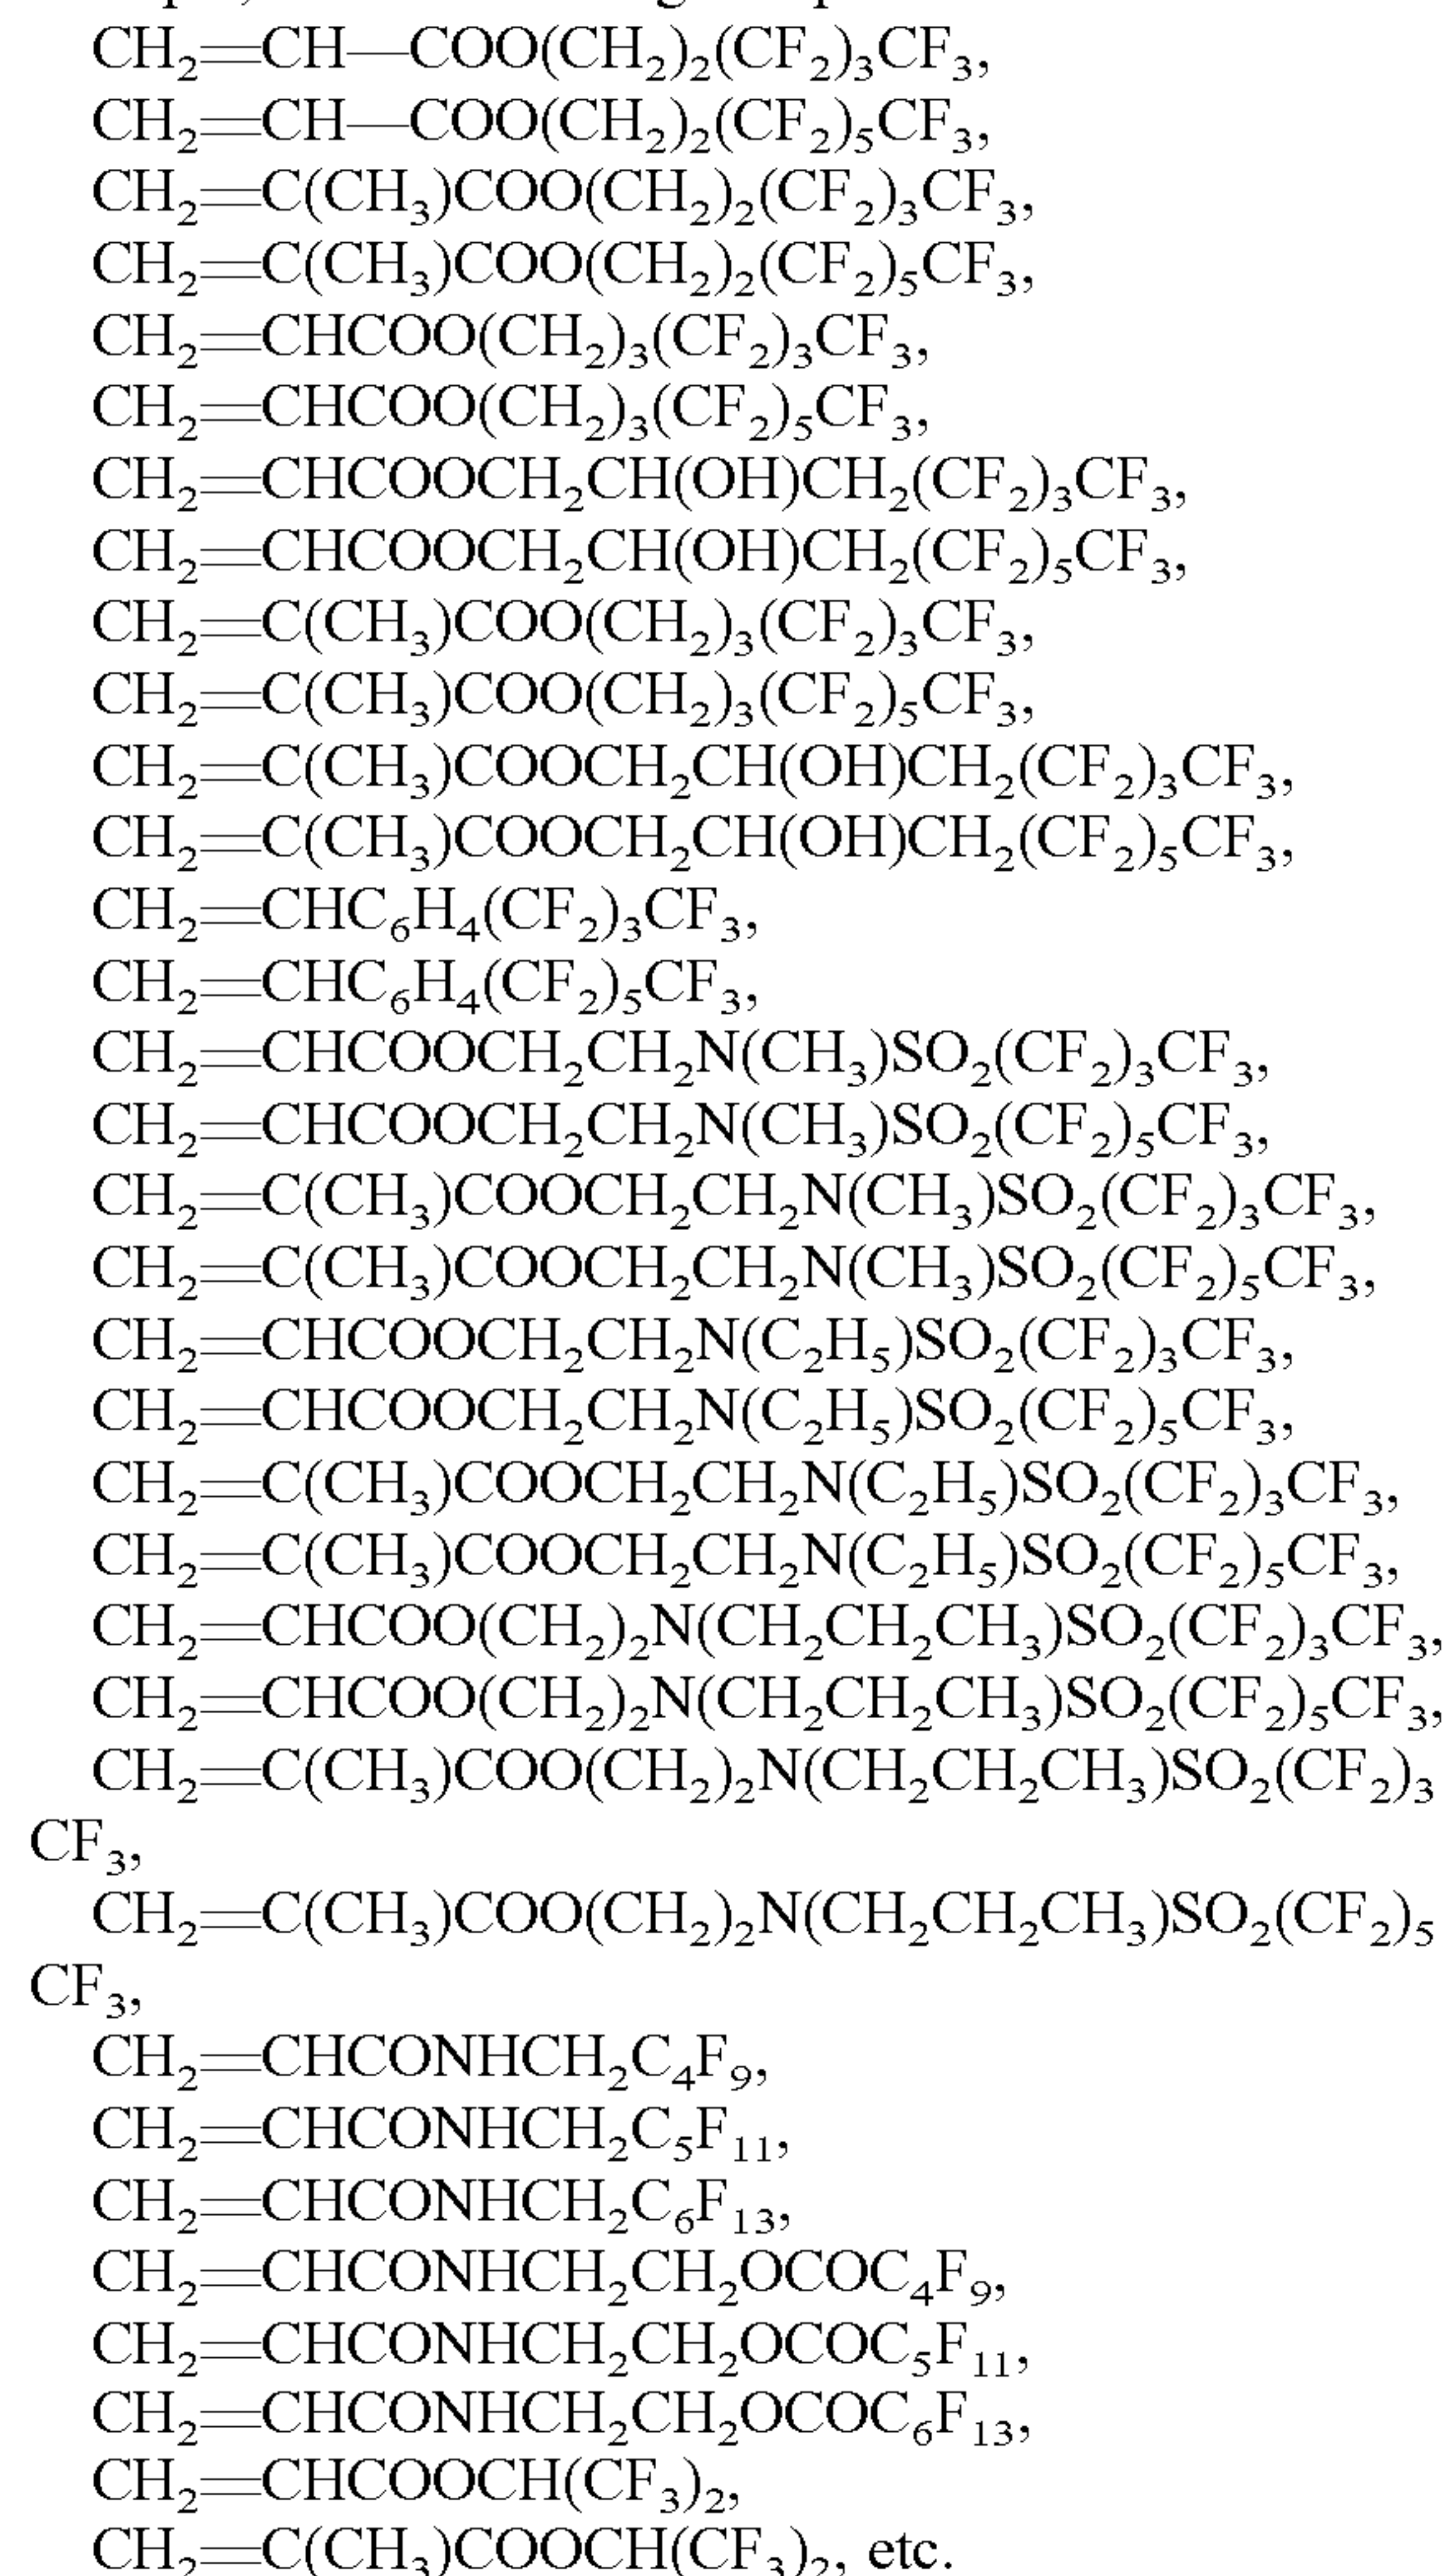 CH₂═CH—COO(CH₂)₂(CF₂)₃CF₃,
CH₂═CH—COO(CH₂)₂(CF₂)₅CF₃,
CH₂═C(CH₃)COO(CH₂)₂(CF₂)₃CF₃,
CH₂═C(CH₃)COO(CH₂)₂(CF₂)₅CF₃,
CH₂═CHCOO(CH₂)₃(CF₂)₃CF₃,
CH₂═CHCOO(CH₂)₃(CF₂)₅CF₃,
CH₂═CHCOOCH₂CH(OH)CH₂(CF₂)₃CF₃,
CH₂═CHCOOCH₂CH(OH)CH₂(CF₂)₅CF₃,
CH₂═C(CH₃)COO(CH₂)₃(CF₂)₃CF₃,
CH₂═C(CH₃)COO(CH₂)₃(CF₂)₅CF₃,
CH₂═C(CH₃)COOCH₂CH(OH)CH₂(CF₂)₃CF₃,
CH₂═C(CH₃)COOCH₂CH(OH)CH₂(CF₂)₅CF₃,
CH₂═CHC₆H₄(CF₂)₃CF₃,
CH₂═CHC₆H₄(CF₂)₅CF₃,
CH₂═CHCOOCH₂CH₂N(CH₃)SO₂(CF₂)₃CF₃,
CH₂═CHCOOCH₂CH₂N(CH₃)SO₂(CF₂)₅CF₃,
CH₂═C(CH₃)COOCH₂CH₂N(CH₃)SO₂(CF₂)₃CF₃,
CH₂═C(CH₃)COOCH₂CH₂N(CH₃)SO₂(CF₂)₅CF₃,
CH₂═CHCOOCH₂CH₂N(C₂H₅)SO₂(CF₂)₃CF₃,
CH₂═CHCOOCH₂CH₂N(C₂H₅)SO₂(CF₂)₅CF₃,
CH₂═C(CH₃)COOCH₂CH₂N(C₂H₅)SO₂(CF₂)₃CF₃,
CH₂═C(CH₃)COOCH₂CH₂N(C₂H₅)SO₂(CF₂)₅CF₃,
CH₂═CHCOO(CH₂)₂N(CH₂CH₂CH₃)SO₂(CF₂)₃CF₃,
CH₂═CHCOO(CH₂)₂N(CH₂CH₂CH₃)SO₂(CF₂)₅CF₃,
CH₂═C(CH₃)COO(CH₂)₂N(CH₂CH₂CH₃)SO₂(CF₂)₃
CF₃,
CH₂═C(CH₃)COO(CH₂)₂N(CH₂CH₂CH₃)SO₂(CF₂)₅
CF₃,
CH₂═CHCONHCH₂C₄F₉,
CH₂═CHCONHCH₂C₅F₁₁,
CH₂═CHCONHCH₂C₆F₁₃,
CH₂═CHCONHCH₂CH₂OCOC₄F₉,
CH₂═CHCONHCH₂CH₂OCOC₅F₁₁,
CH₂═CHCONHCH₂CH₂OCOC₆F₁₃,
CH₂═CHCOOCH(CF₃)₂,
CH₂═C(CH₃)COOCH(CF₃)₂, etc.